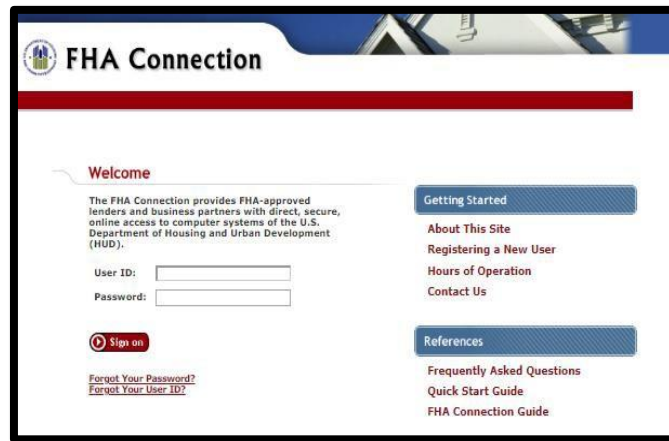 FHA Connection
Welcome
The FHA Connection provides FHA-approved
lenders and business partners with direct, secure,
online access to computer systems of the U.S.
Department of Housing and Urban Development
(HUD).
User ID:
Password:
Sign on
Forgot Your Password?
Forgot Your User ID?
Getting Started
About This Site
Registering a New User
Hours of Operation
Contact Us
References
Frequently Asked Questions
Quick Start Guide
FHA Connection Guide